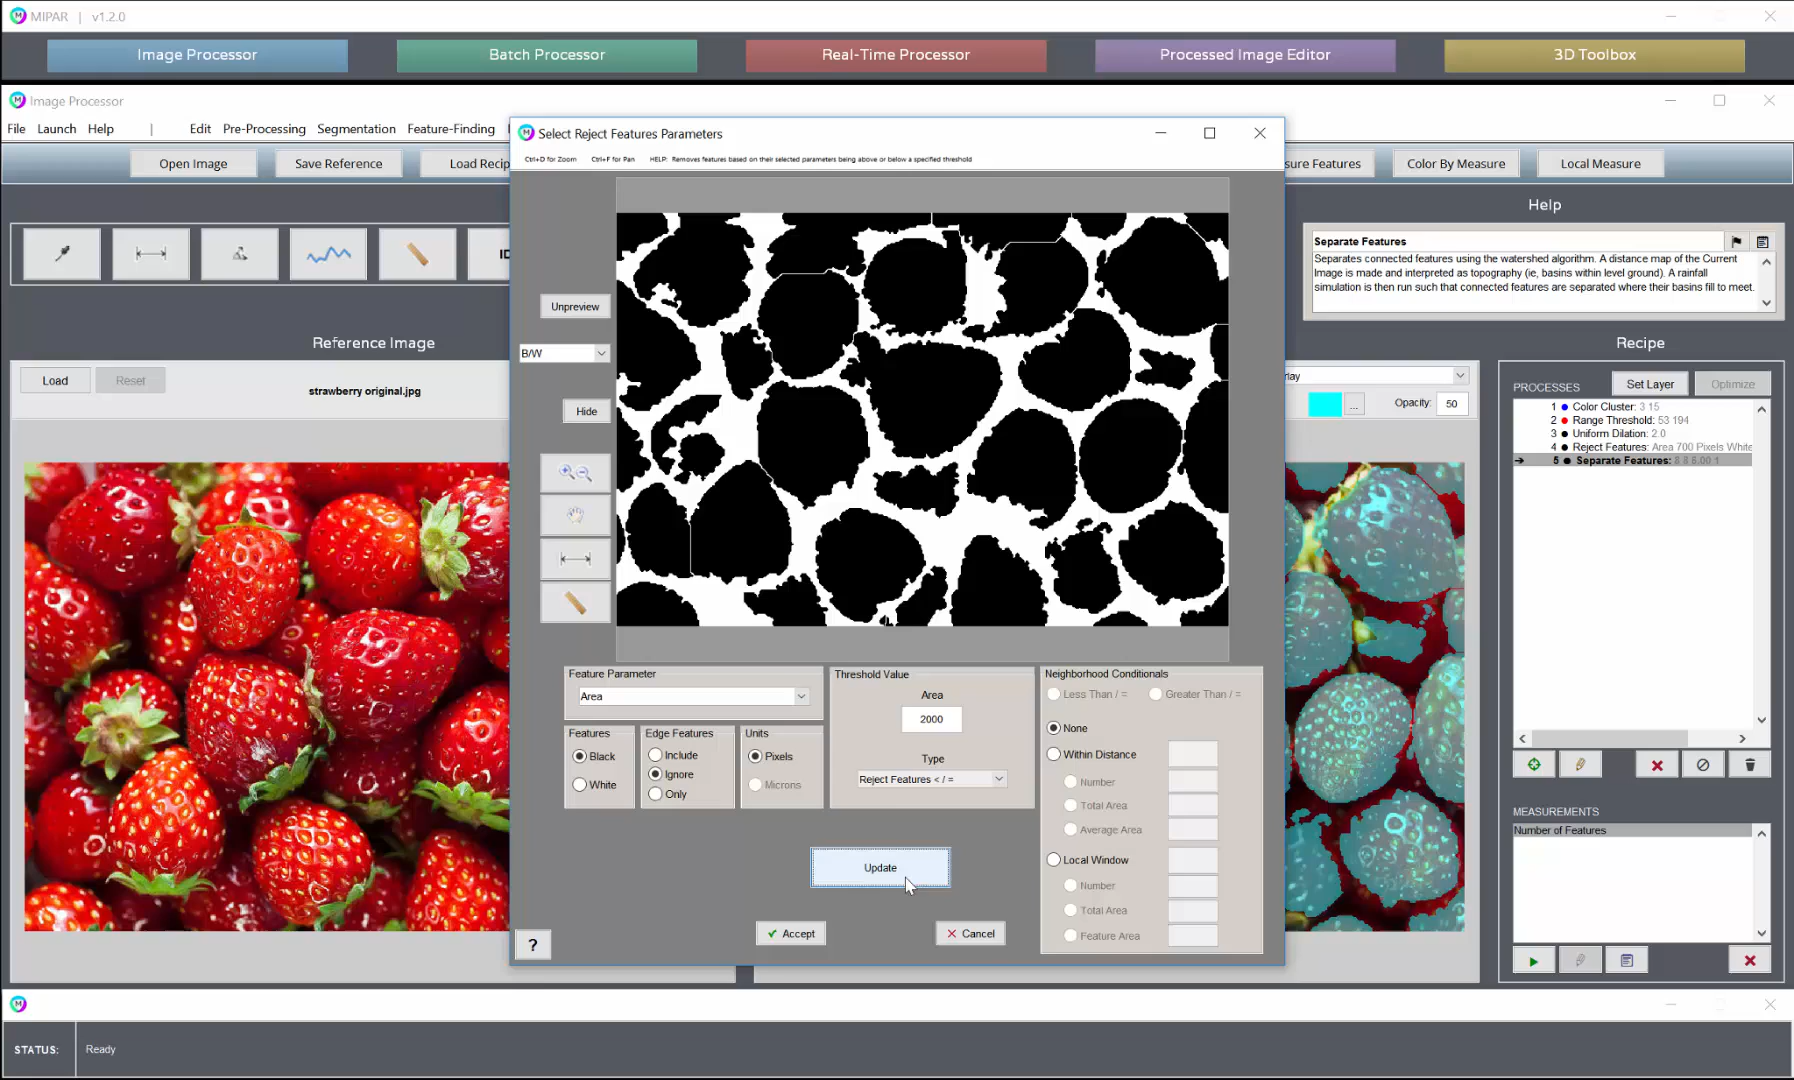 MIPAR | v1.2.0
Image Processor
Batch Processor
Real-Time Processor
Processed Image Editor
3D Toolbox
Image Processor
File Launch Help | Edit Pre-Processing Segmentation Feature-Finding
Open Image
Save Reference
Load Recip
sure Features
Color By Measure
Local Measure
ID
Help
Separate Features
Separates connected features using the watershed algorithm. A distance map of the Current
Image is made and interpreted as topography (ie, basins within level ground). A rainfall
simulation is then run such that connected features are separated where their basins fill to meet.
Reference Image
Load
Reset
strawberry original.jpg
Select Reject Features Parameters
Ctrl+D for Zoom Ctrl+F for Pan HELP: Removes features based on their selected parameters being above or below a specified threshold
Unpreview
B/W
Hide
Feature Parameter
Area
Features
Black
White
Edge Features
Include
Ignore
Only
Units
Pixels
Microns
Threshold Value
Area
2000
Type
Reject Features < / =
Neighborhood Conditionals
Less Than / = Greater Than / =
None
Within Distance
Number
Total Area
Average Area
Local Window
Number
Total Area
Feature Area
Update
Accept
Cancel
?
rlay
...
Opacity: 50
Recipe
PROCESSES
Set Layer
Optimize
1 Color Cluster: 3 15
2 Range Threshold: 53 194
3 Uniform Dilation: 2.0
4 Reject Features: Area 700 Pixels White
5 Separate Features: 8 8 5.00 1
MEASUREMENTS
Number of Features
STATUS: Ready